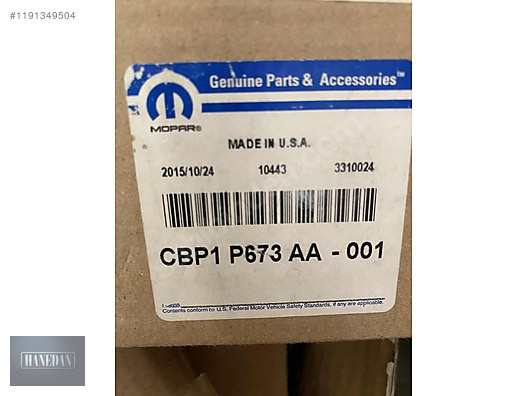 #1191349504
Genuine Parts & Accessories™
MOPAR®
MADE IN U.S.A.
2015/10/24 10443 3310024
CBP1 P673 AA - 001
Contents conform to U.S. Federal Motor Vehicle Safety Standards, if any are applicable.
HANEDAN